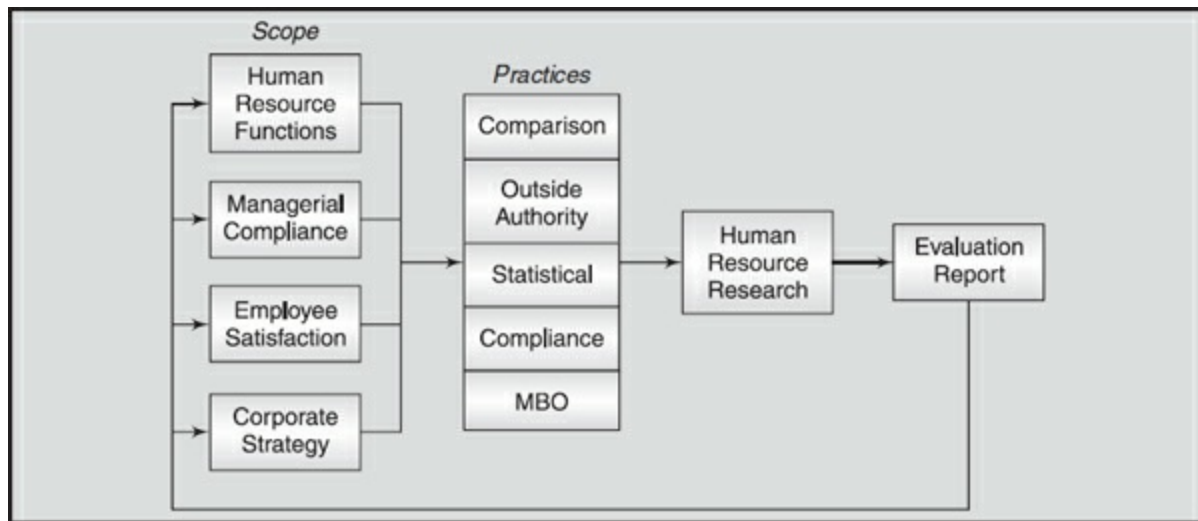 Scope
Human
Resource
Functions
Managerial
Compliance
Employee
Satisfaction
Corporate
Strategy
Practices
Comparison
Outside
Authority
Statistical
Compliance
MBO
Human
Resource
Research
Evaluation
Report